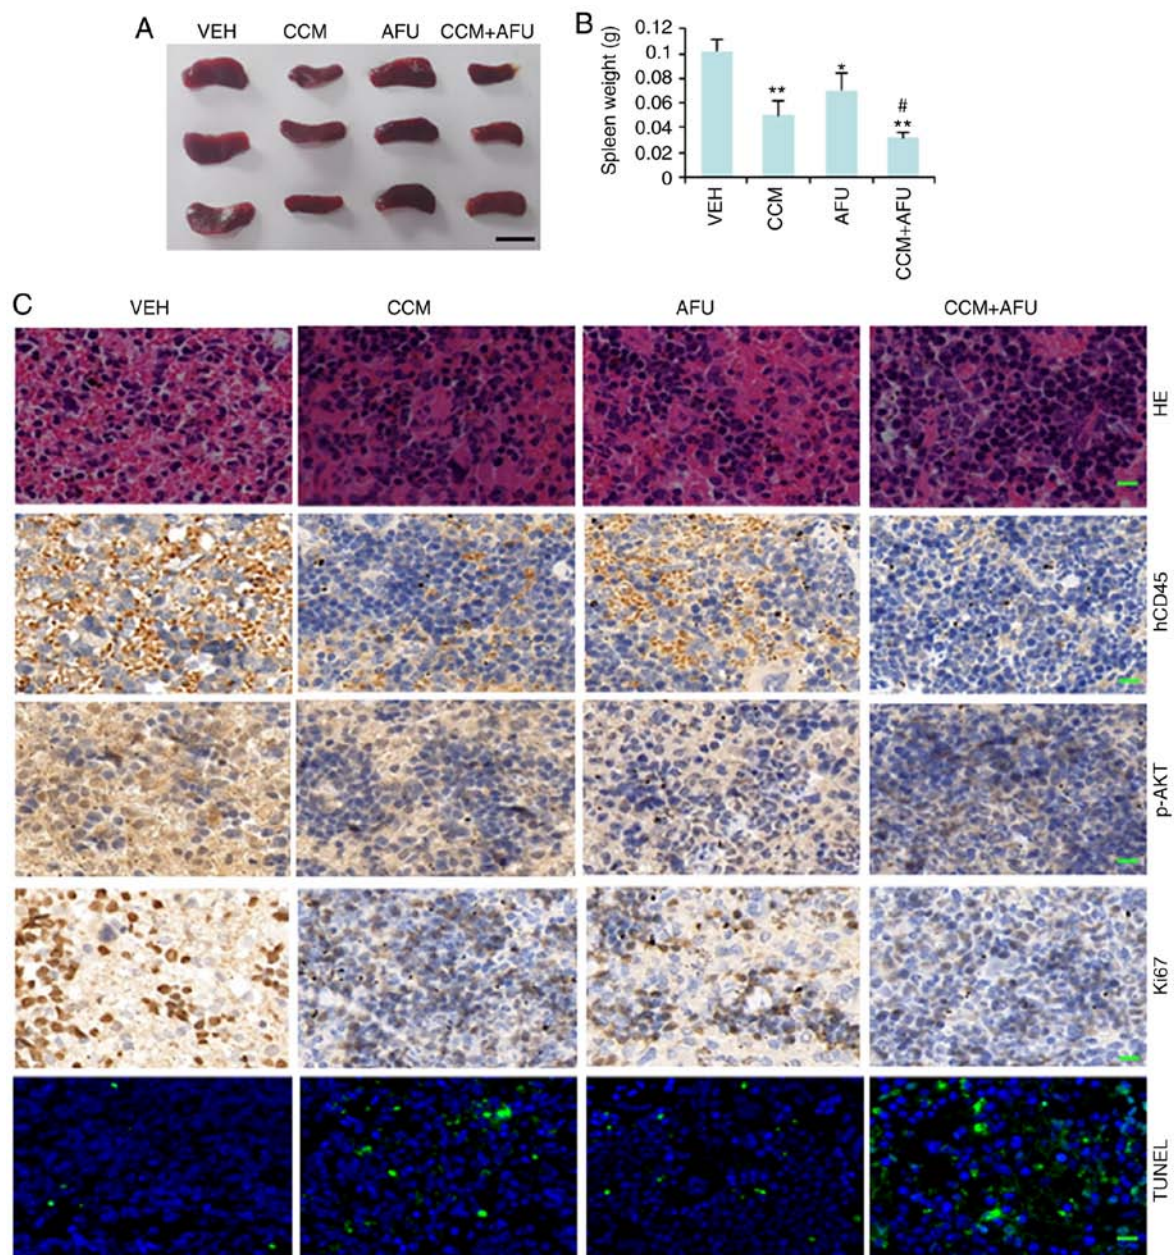 A
VEH CCM AFU CCM+AFU
B
Spleen weight (g)
0.12
0.1
0.08
0.06
0.04
0.02
0
**
*
#
**
VEH
CCM
AFU
CCM+AFU
C
VEH CCM AFU CCM+AFU
HE
hCD45
p-AKT
Ki67
TUNEL